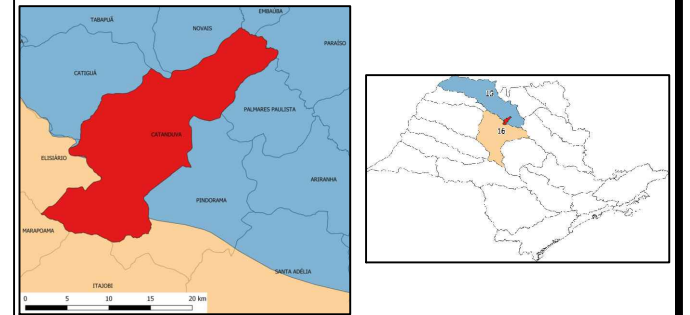 EMBAÚBA
TABAPUÃ
NOVAIS
PARAÍSO
CATIGUÁ
PALMARES PAULISTA
CATANDUVA
ELISIÁRIO
ARIRANHA
PINDORAMA
MARAPOAMA
SANTA ADÉLIA
ITAJOBI
0 5 10 15 20 km
15
16